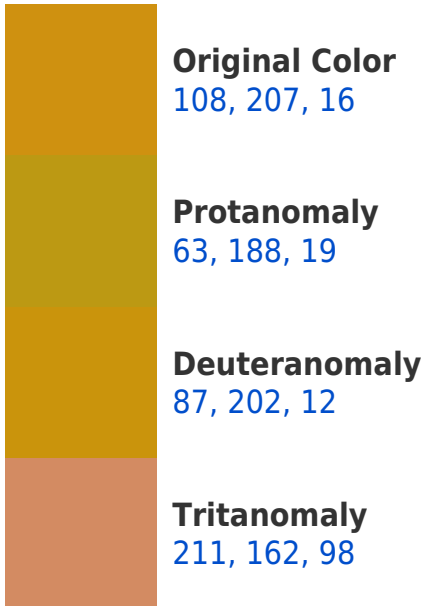 Original Color
108, 207, 16
Protanomaly
63, 188, 19
Deuteranomaly
87, 202, 12
Tritanomaly
211, 162, 98